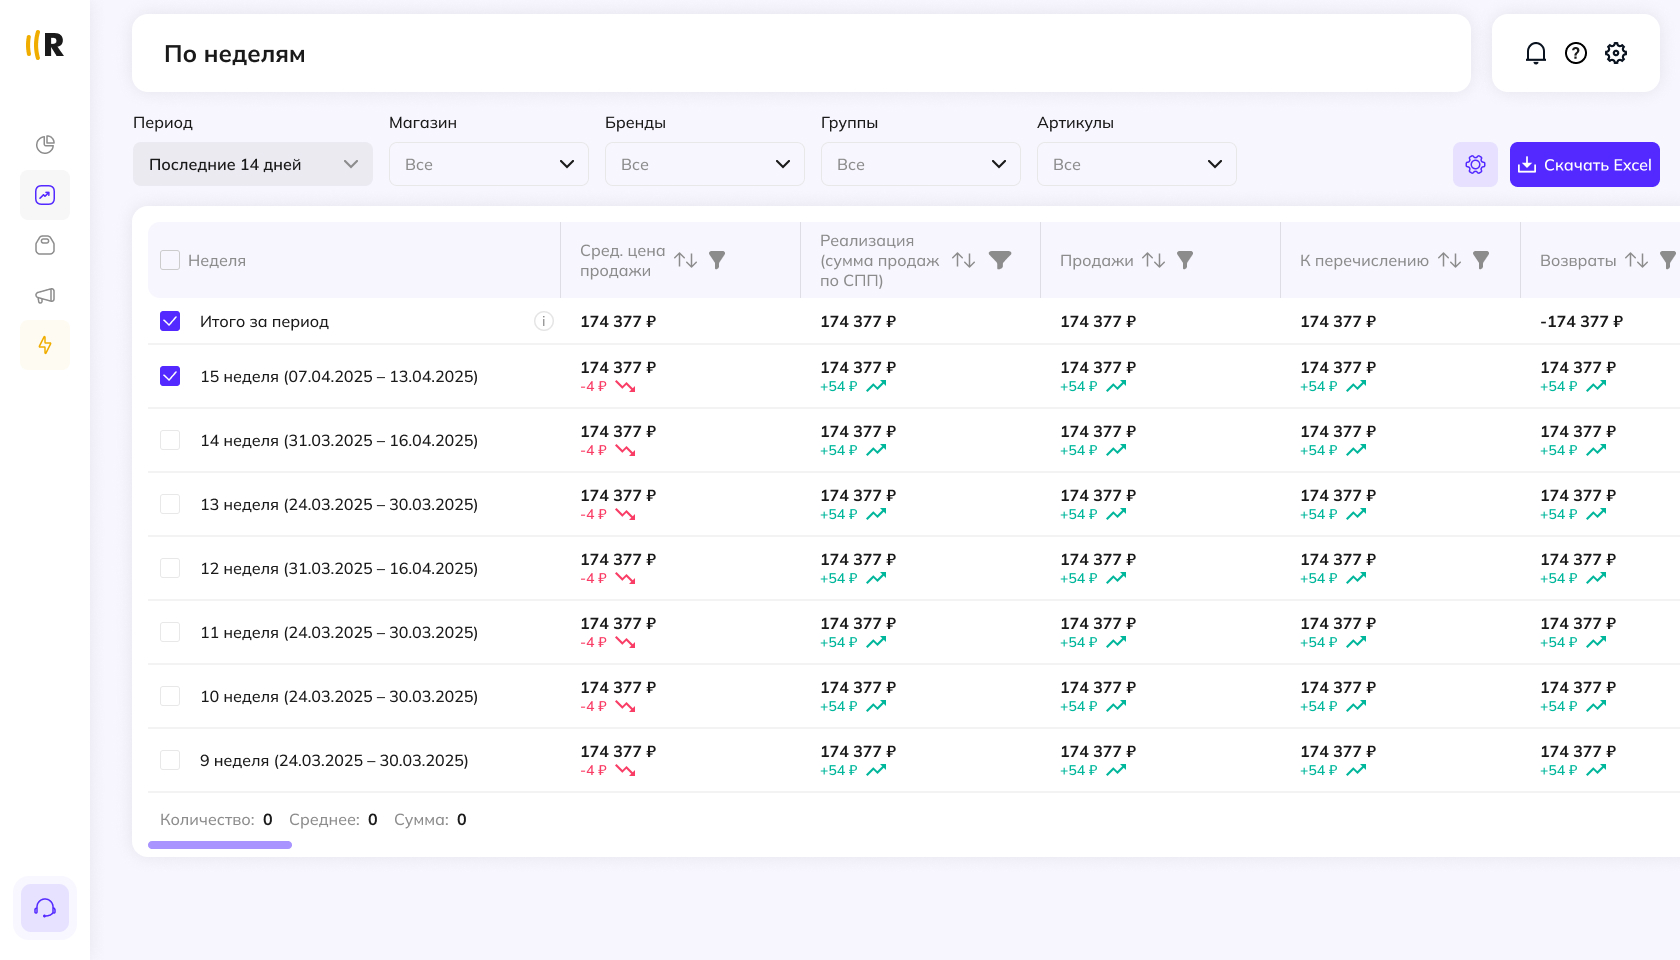 R
По неделям
Период
Магазин
Бренды
Группы
Артикулы
Последние 14 дней
Все
Все
Все
Все
Скачать Excel
Неделя
Сред. цена
продажи
Реализация
(сумма продаж
по СПП)
Продажи
К перечислению
Возвраты
Итого за период
174 377 ₽
174 377 ₽
174 377 ₽
174 377 ₽
-174 377 ₽
15 неделя (07.04.2025 – 13.04.2025)
174 377 ₽
174 377 ₽
174 377 ₽
174 377 ₽
174 377 ₽
-4 ₽
+54 ₽
+54 ₽
+54 ₽
+54 ₽
14 неделя (31.03.2025 – 16.04.2025)
174 377 ₽
174 377 ₽
174 377 ₽
174 377 ₽
174 377 ₽
-4 ₽
+54 ₽
+54 ₽
+54 ₽
+54 ₽
13 неделя (24.03.2025 – 30.03.2025)
174 377 ₽
174 377 ₽
174 377 ₽
174 377 ₽
174 377 ₽
-4 ₽
+54 ₽
+54 ₽
+54 ₽
+54 ₽
12 неделя (31.03.2025 – 16.04.2025)
174 377 ₽
174 377 ₽
174 377 ₽
174 377 ₽
174 377 ₽
-4 ₽
+54 ₽
+54 ₽
+54 ₽
+54 ₽
11 неделя (24.03.2025 – 30.03.2025)
174 377 ₽
174 377 ₽
174 377 ₽
174 377 ₽
174 377 ₽
-4 ₽
+54 ₽
+54 ₽
+54 ₽
+54 ₽
10 неделя (24.03.2025 – 30.03.2025)
174 377 ₽
174 377 ₽
174 377 ₽
174 377 ₽
174 377 ₽
-4 ₽
+54 ₽
+54 ₽
+54 ₽
+54 ₽
9 неделя (24.03.2025 – 30.03.2025)
174 377 ₽
174 377 ₽
174 377 ₽
174 377 ₽
174 377 ₽
-4 ₽
+54 ₽
+54 ₽
+54 ₽
+54 ₽
Количество: 0 Среднее: 0 Сумма: 0